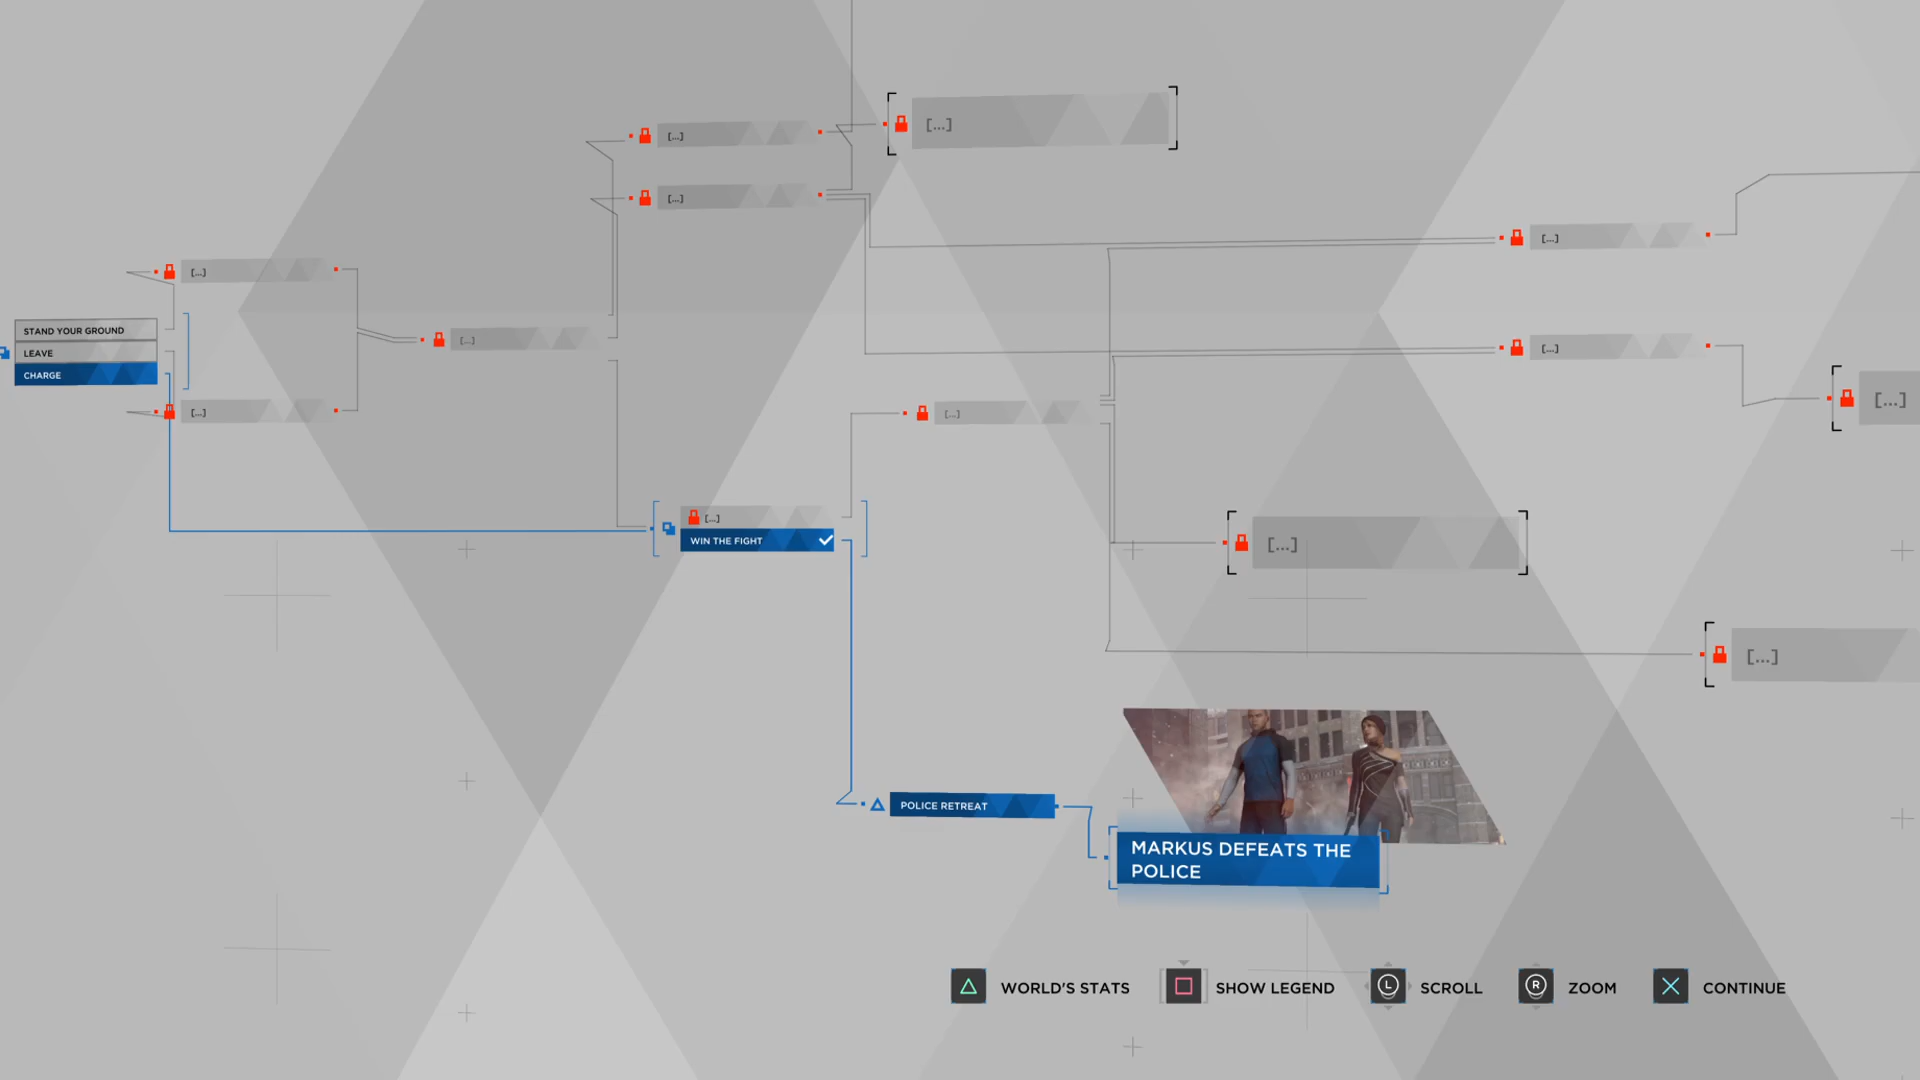 [...]
[...]
[...]
[...]
[...]
STAND YOUR GROUND
LEAVE
CHARGE
[...]
[...]
[...]
[...]
[...]
[...]
WIN THE FIGHT
[...]
[...]
POLICE RETREAT
MARKUS DEFEATS THE
POLICE
WORLD'S STATS
SHOW LEGEND
L
SCROLL
R
ZOOM
CONTINUE